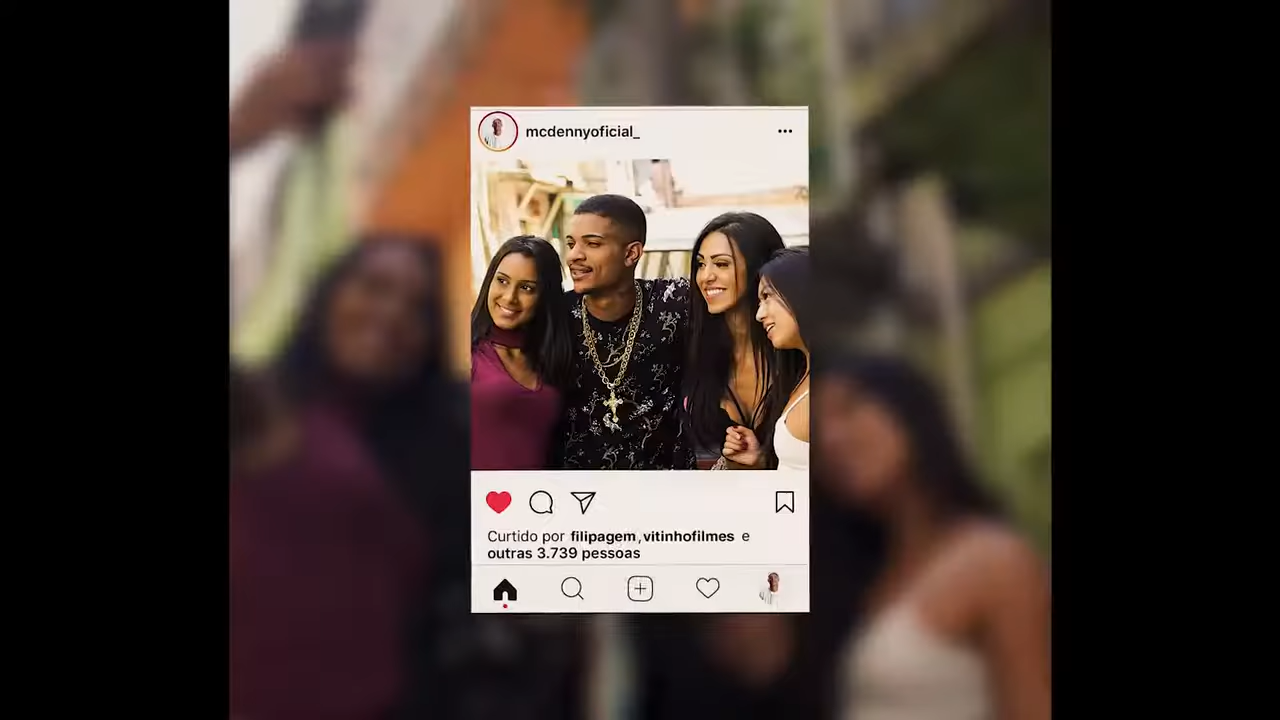 mcdennyoficial_
Curtido por filipagem,vitinhofilmes e
outras 3.739 pessoas